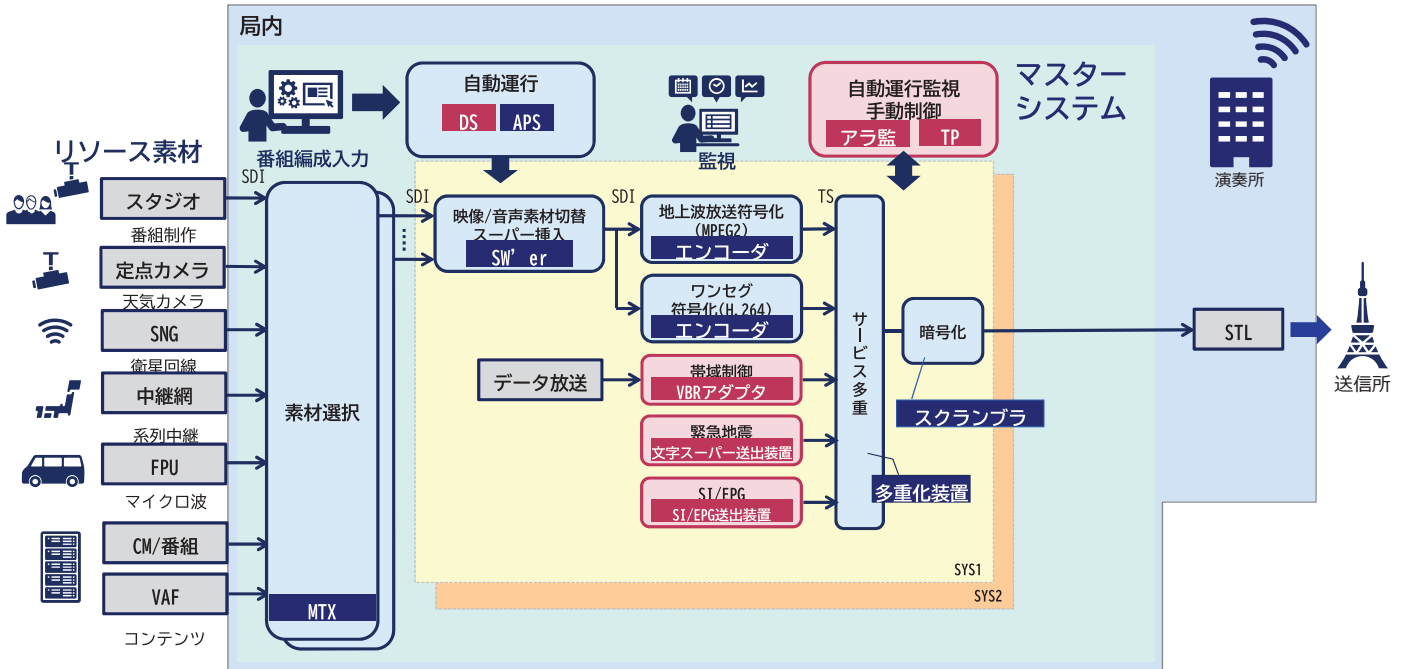 局内
マスター
システム
番組編成入力
自動運行
DS
APS
監視
自動運行監視
手動制御
アラ監
TP
演奏所
リソース素材
SDI
スタジオ
番組制作
定点カメラ
天気カメラ
SNG
衛星回線
中継網
系列中継
FPU
マイクロ波
CM/番組
VAF
コンテンツ
素材選択
MTX
SDI
映像/音声素材切替
スーパー挿入
SW’er
SDI
地上波放送符号化
(MPEG2)
エンコーダ
ワンセグ
符号化(H.264)
エンコーダ
データ放送
帯域制御
VBRアダプタ
緊急地震
文字スーパー送出装置
SI/EPG
SI/EPG送出装置
TS
サービス多重
多重化装置
暗号化
スクランブラ
SYS1
SYS2
STL
送信所